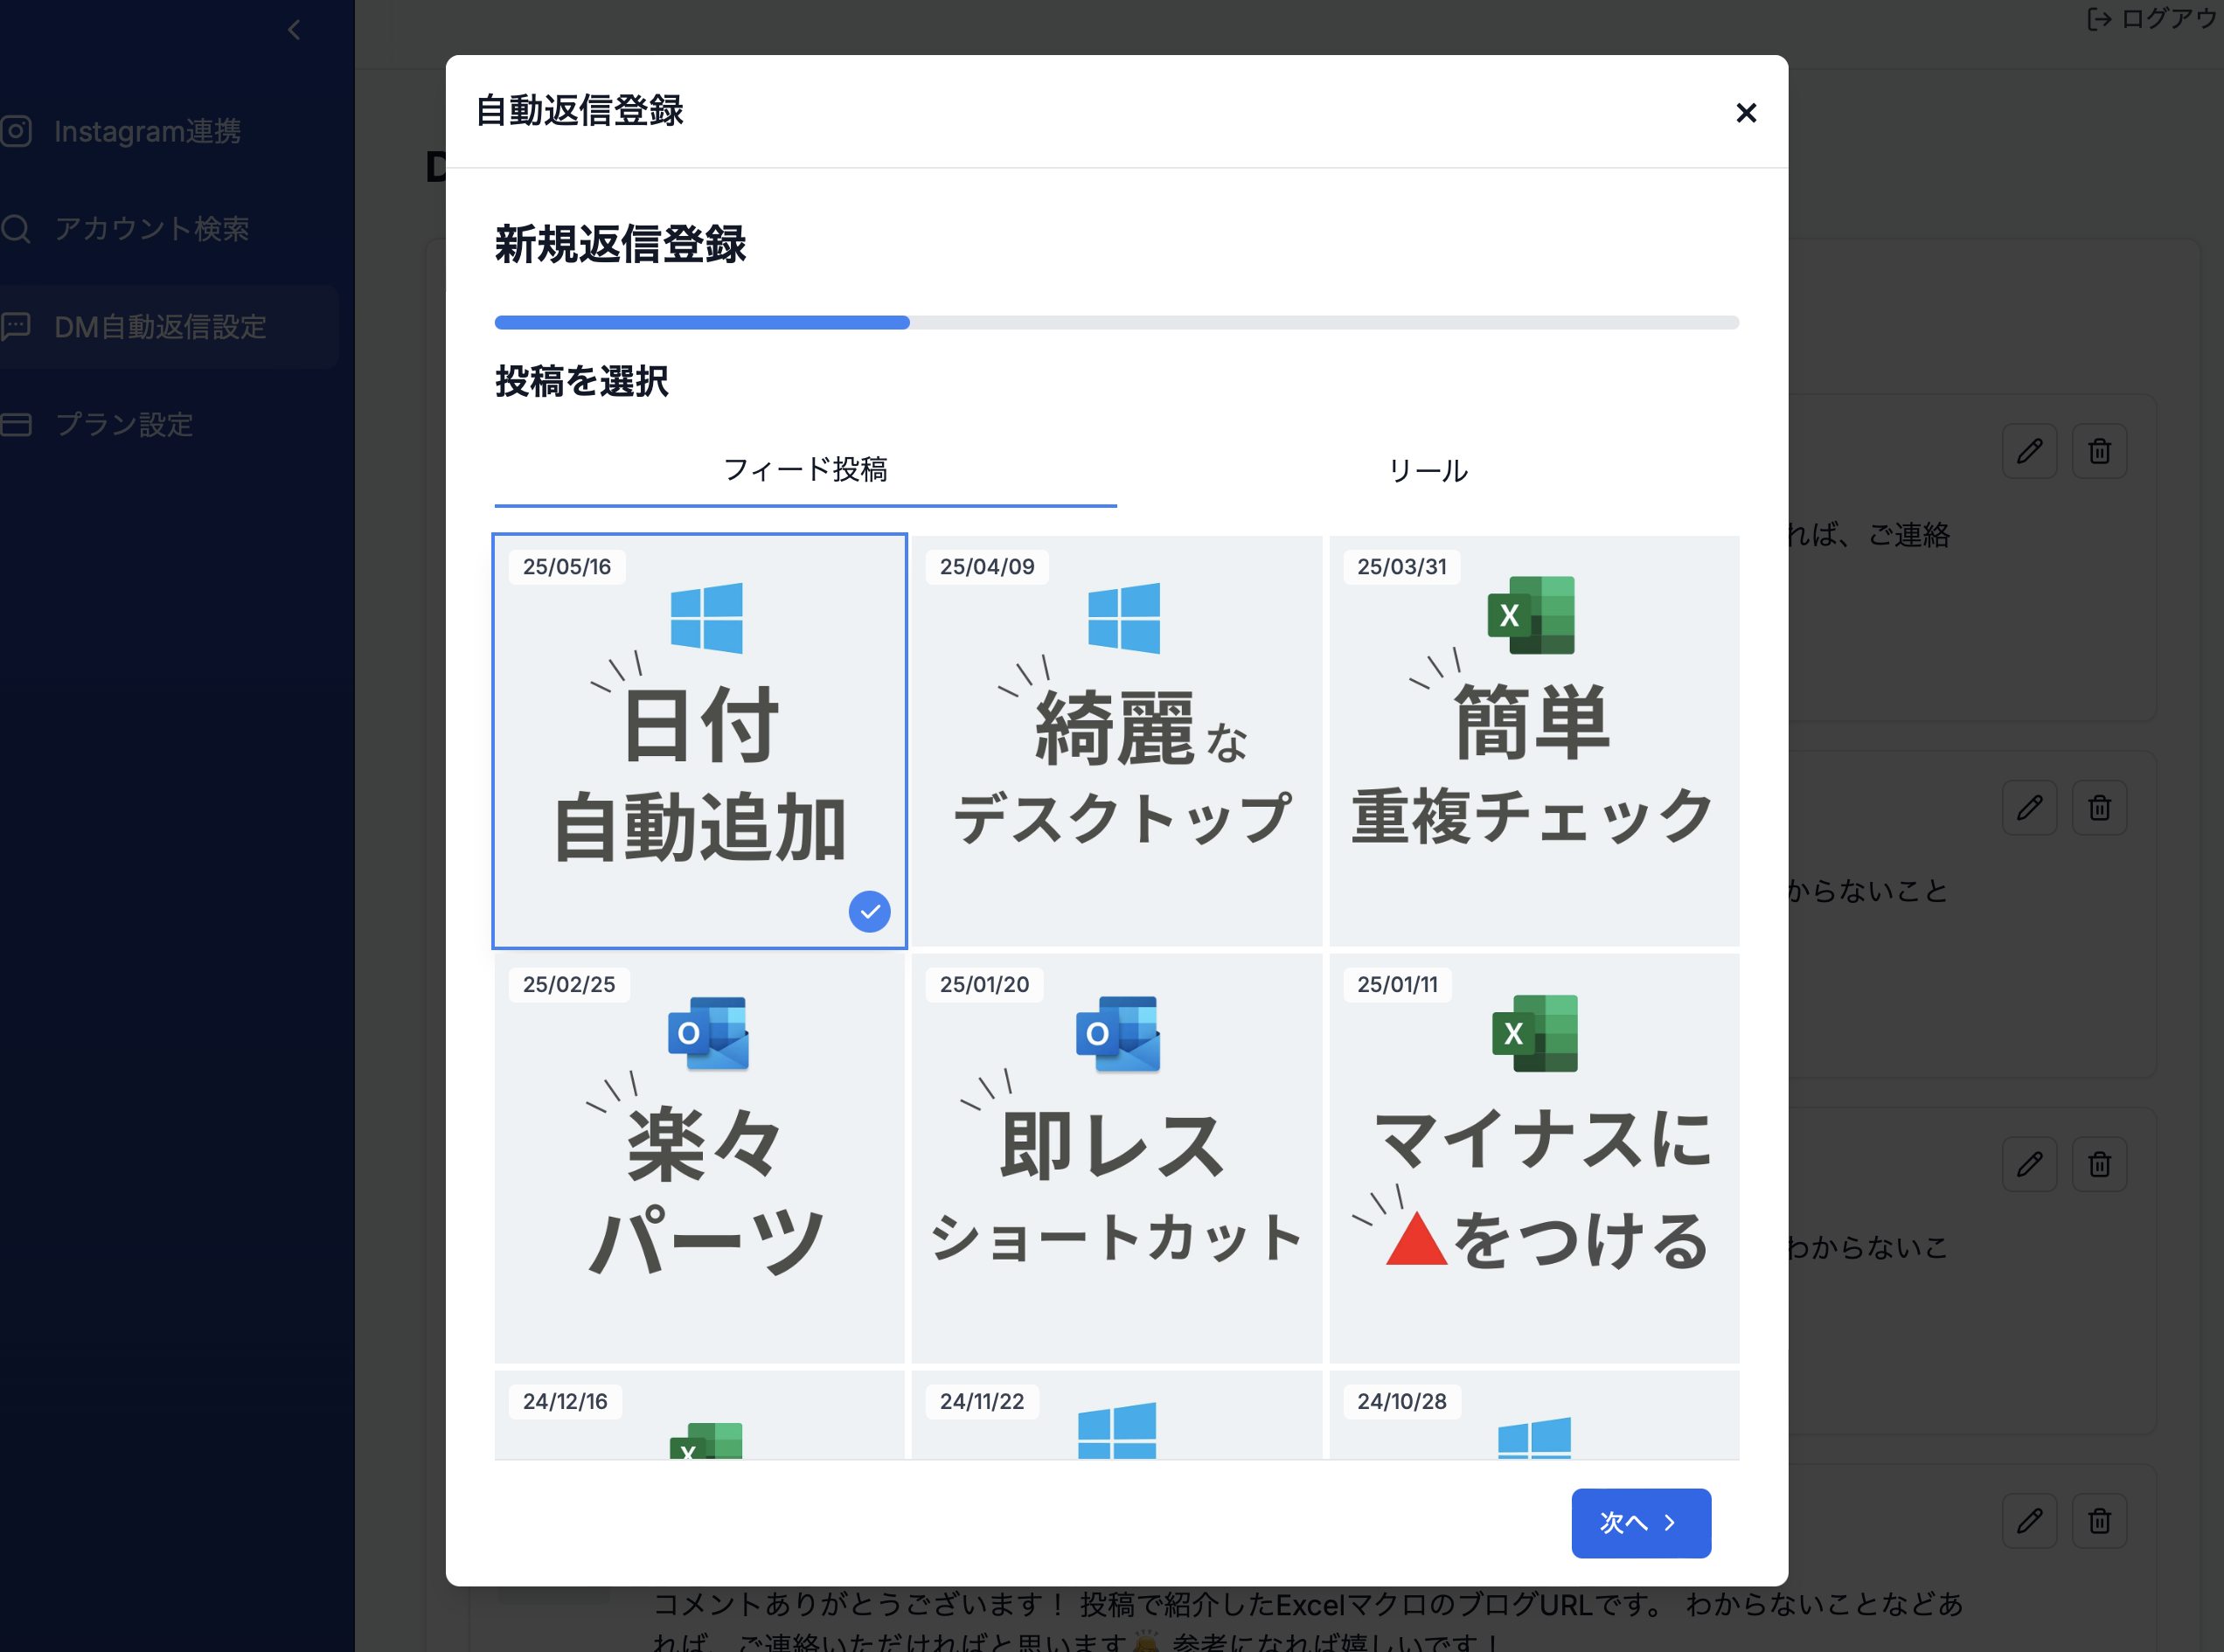 ログアウ
Instagram連携
アカウント検索
DM自動返信設定
プラン設定
自動返信登録
新規返信登録
投稿を選択
フィード投稿
リール
25/05/16
日付
自動追加
25/04/09
綺麗な
デスクトップ
25/03/31
X
簡単
重複チェック
25/02/25
O
楽々
パーツ
25/01/20
O
即レス
ショートカット
25/01/11
X
マイナスに
🔺をつける
24/12/16
X
24/11/22
24/10/28
次へ
れば、ご連絡
からないこと
わからないこ
コメントありがとうございます！ 投稿で紹介したExcelマクロのブログURLです。 わからないことなどあ
れば、ご連絡いただければと思います🙇 参考になれば嬉しいです！